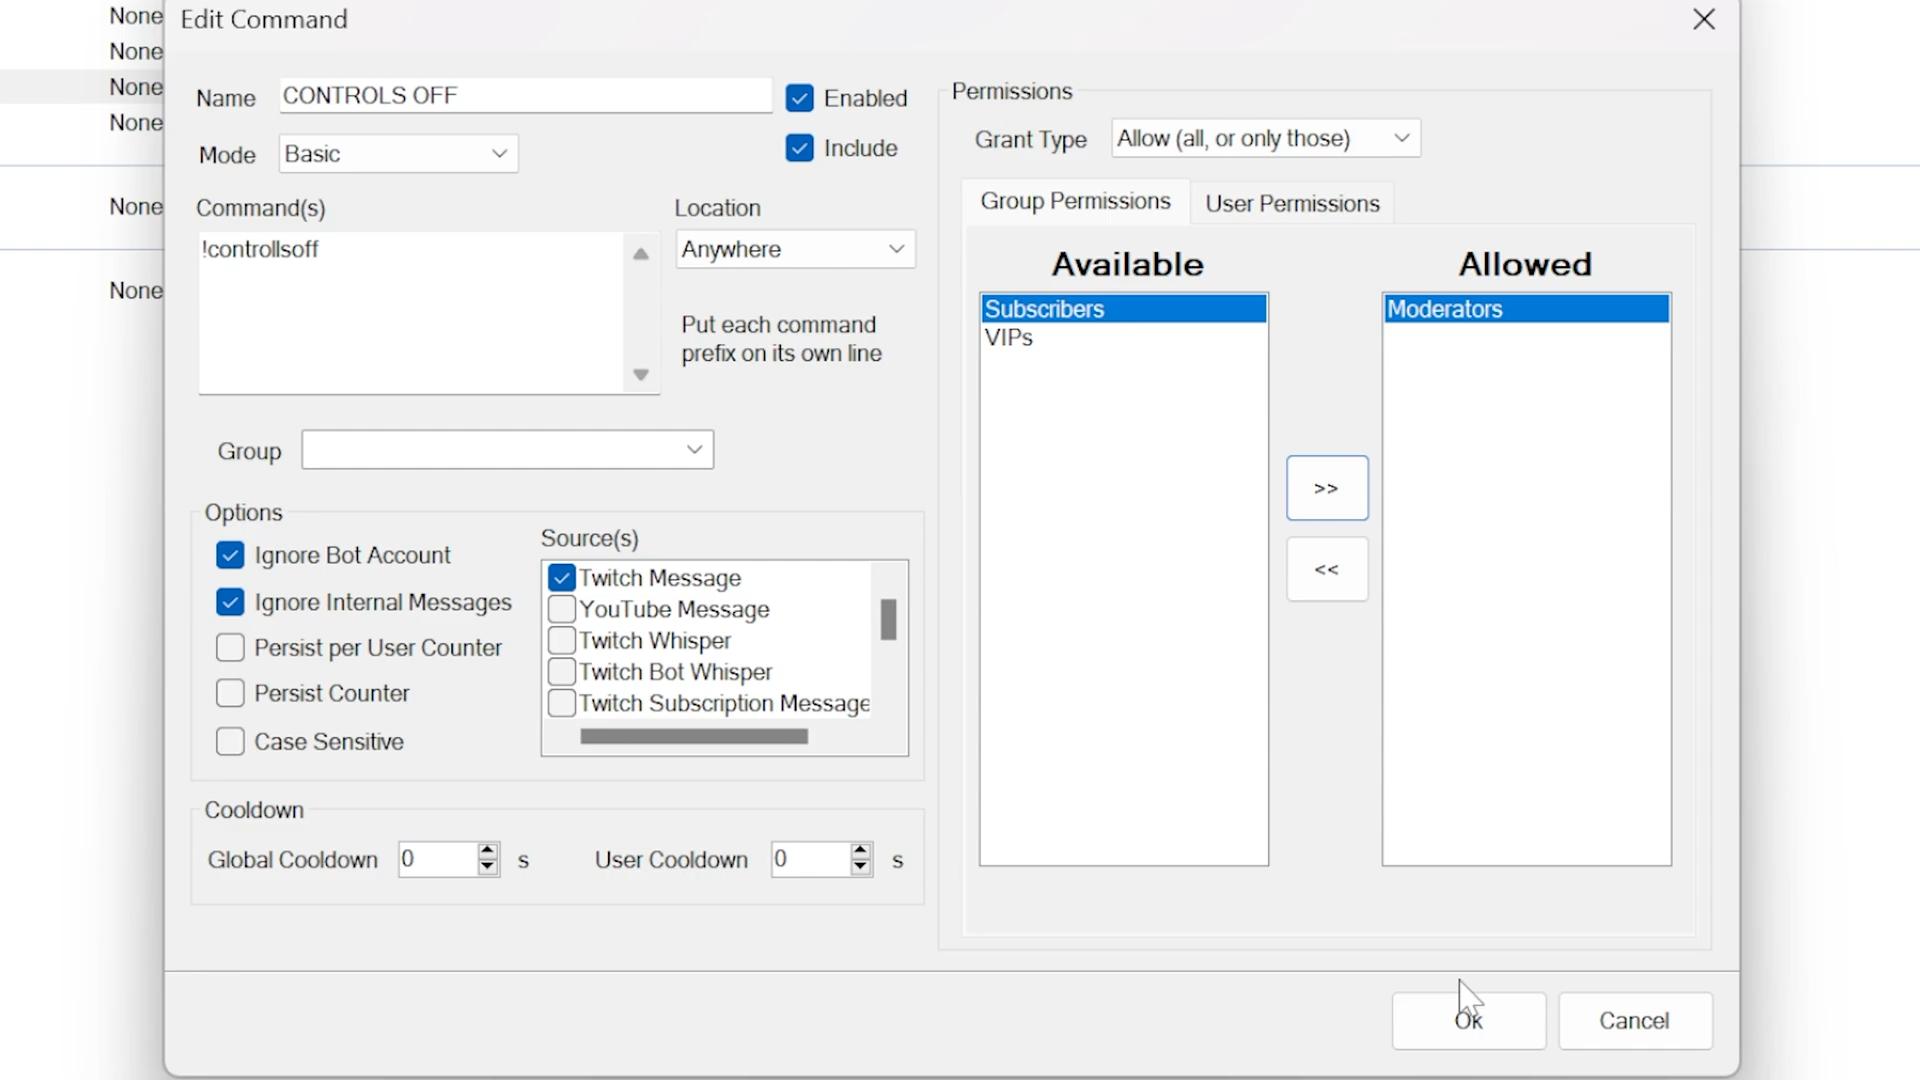 None
None
None
None
None
None
Edit Command
Name
CONTROLS OFF
Enabled
Mode
Basic
Include
Command(s)
!controllsoff
Location
Anywhere
Put each command
prefix on its own line
Group
Options
Ignore Bot Account
Ignore Internal Messages
Persist per User Counter
Persist Counter
Case Sensitive
Source(s)
Twitch Message
YouTube Message
Twitch Whisper
Twitch Bot Whisper
Twitch Subscription Message
Cooldown
Global Cooldown
0
s
User Cooldown
0
s
Permissions
Grant Type
Allow (all, or only those)
Group Permissions
User Permissions
Available
Subscribers
VIPs
>>
<<
Allowed
Moderators
Ok
Cancel